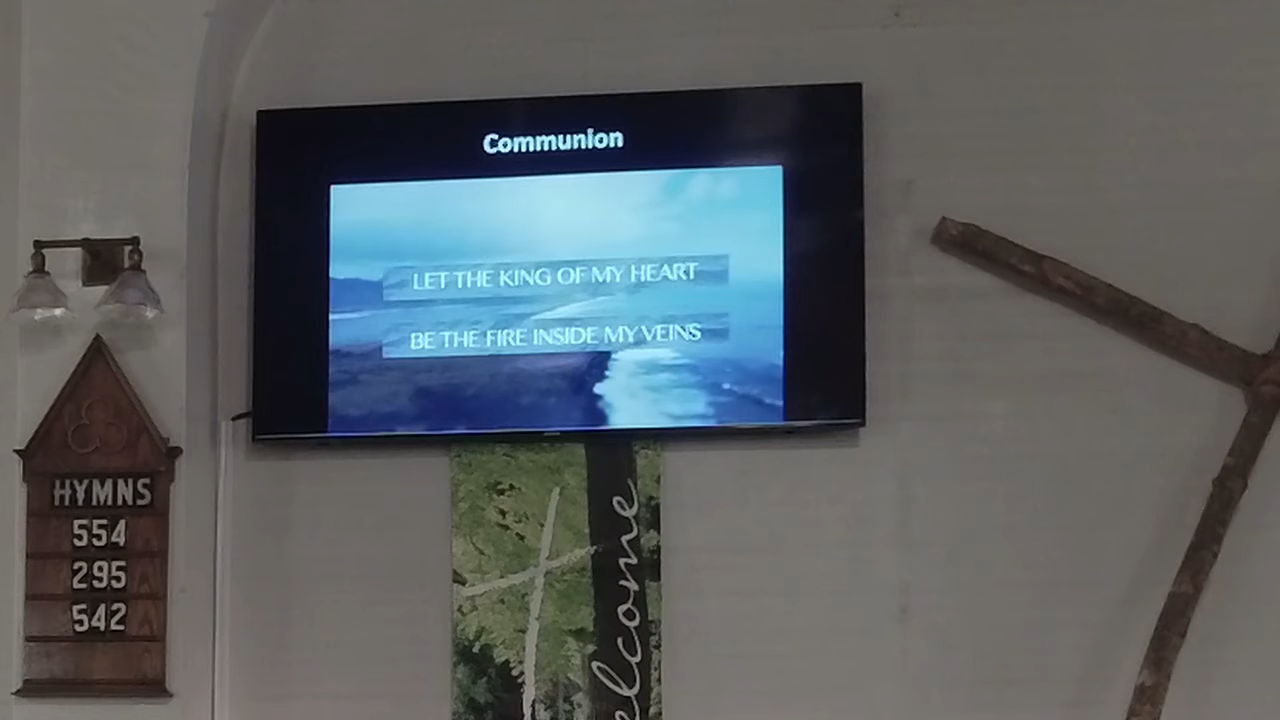 Communion
LET THE KING OF MY HEART
BE THE FIRE INSIDE MY VEINS
HYMNS
554
295
542
elcome